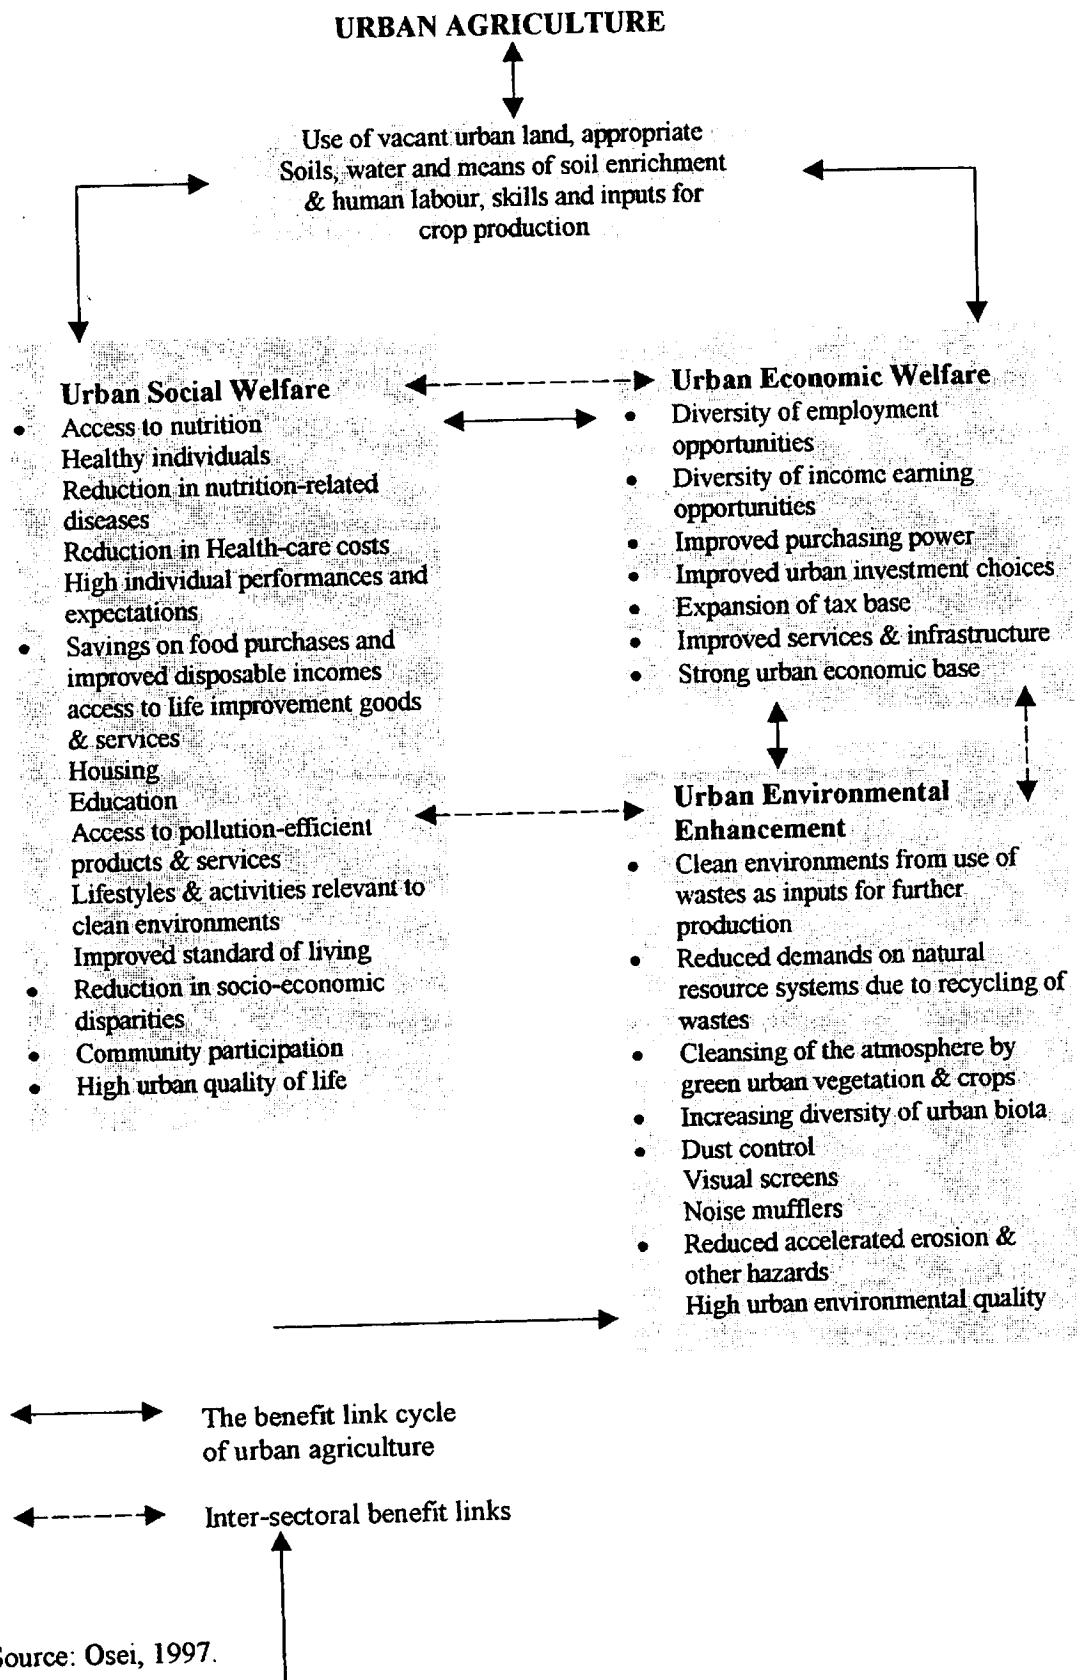 URBAN AGRICULTURE
Use of vacant urban land, appropriate
Soils, water and means of soil enrichment
& human labour, skills and inputs for
crop production
Urban Social Welfare
• Access to nutrition
Healthy individuals
Reduction in nutrition-related
diseases
Reduction in Health-care costs
High individual performances and
expectations
• Savings on food purchases and
improved disposable incomes
access to life improvement goods
& services
Housing
Education
Access to pollution-efficient
products & services
Lifestyles & activities relevant to
clean environments
Improved standard of living
• Reduction in socio-economic
disparities
• Community participation
• High urban quality of life
Urban Economic Welfare
• Diversity of employment
opportunities
• Diversity of income earning
opportunities
• Improved purchasing power
• Improved urban investment choices
• Expansion of tax base
• Improved services & infrastructure
• Strong urban economic base
Urban Environmental
Enhancement
• Clean environments from use of
wastes as inputs for further
production
• Reduced demands on natural
resource systems due to recycling of
wastes
• Cleansing of the atmosphere by
green urban vegetation & crops
• Increasing diversity of urban biota
• Dust control
Visual screens
Noise mufflers
• Reduced accelerated erosion &
other hazards
High urban environmental quality
The benefit link cycle
of urban agriculture
Inter-sectoral benefit links
Source: Osei, 1997.